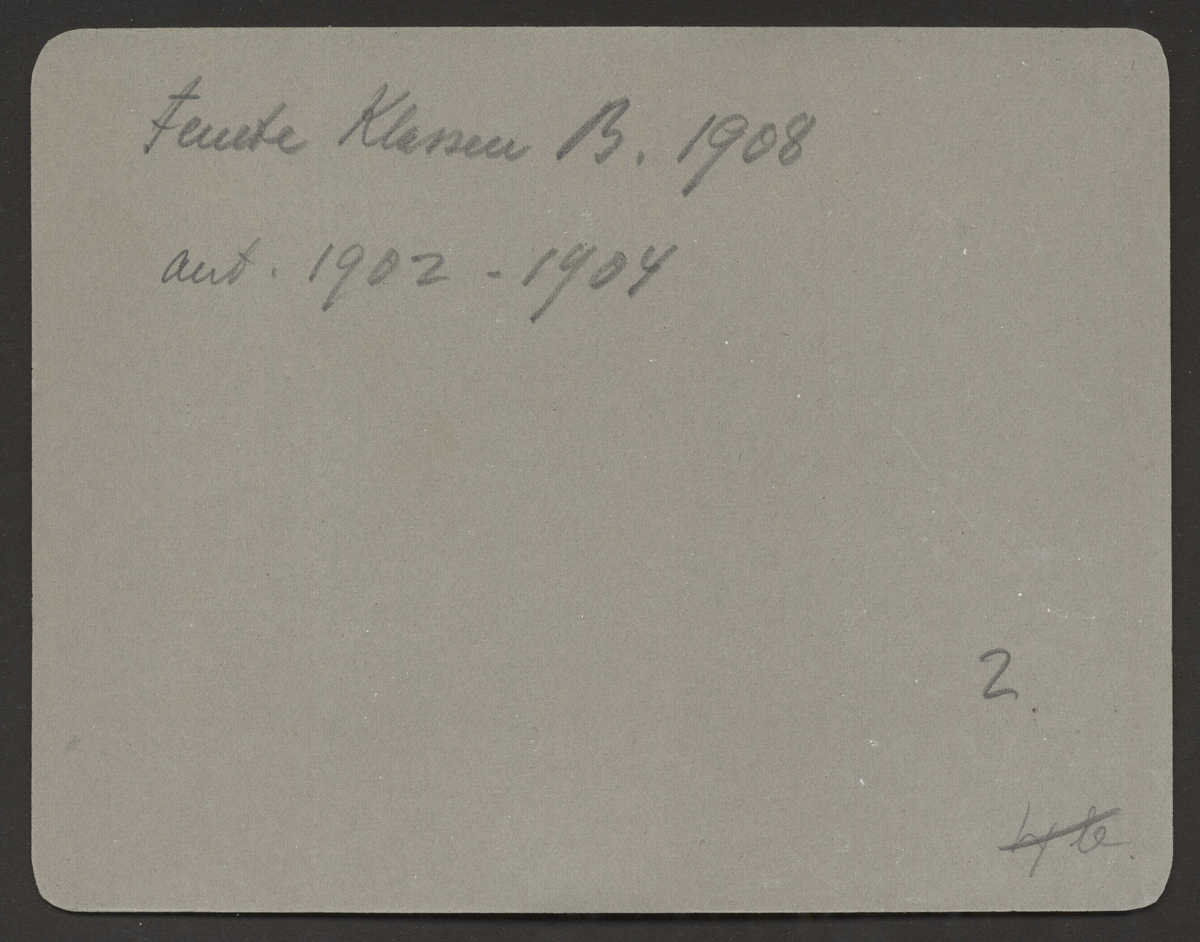 Femte Klassen B. 1908
ant. 1902 - 1904
2.